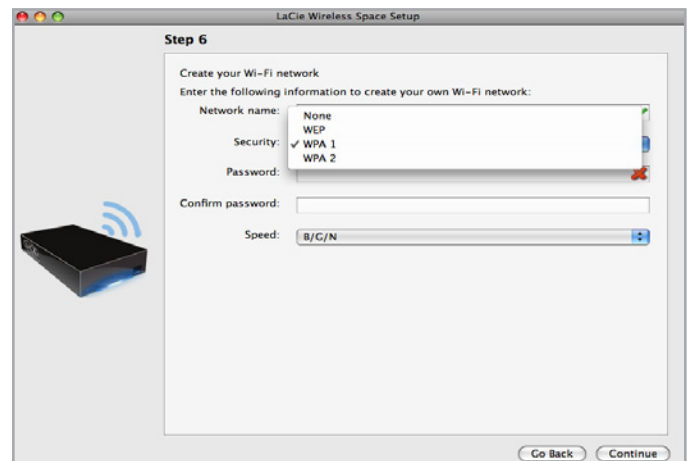 LaCie Wireless Space Setup
Step 6
Create your Wi-Fi network
Enter the following information to create your own Wi-Fi network:
Network name:
None
WEP
Security: ✓ WPA 1
WPA 2
Password:
Confirm password:
Speed: B/G/N
Go Back Continue